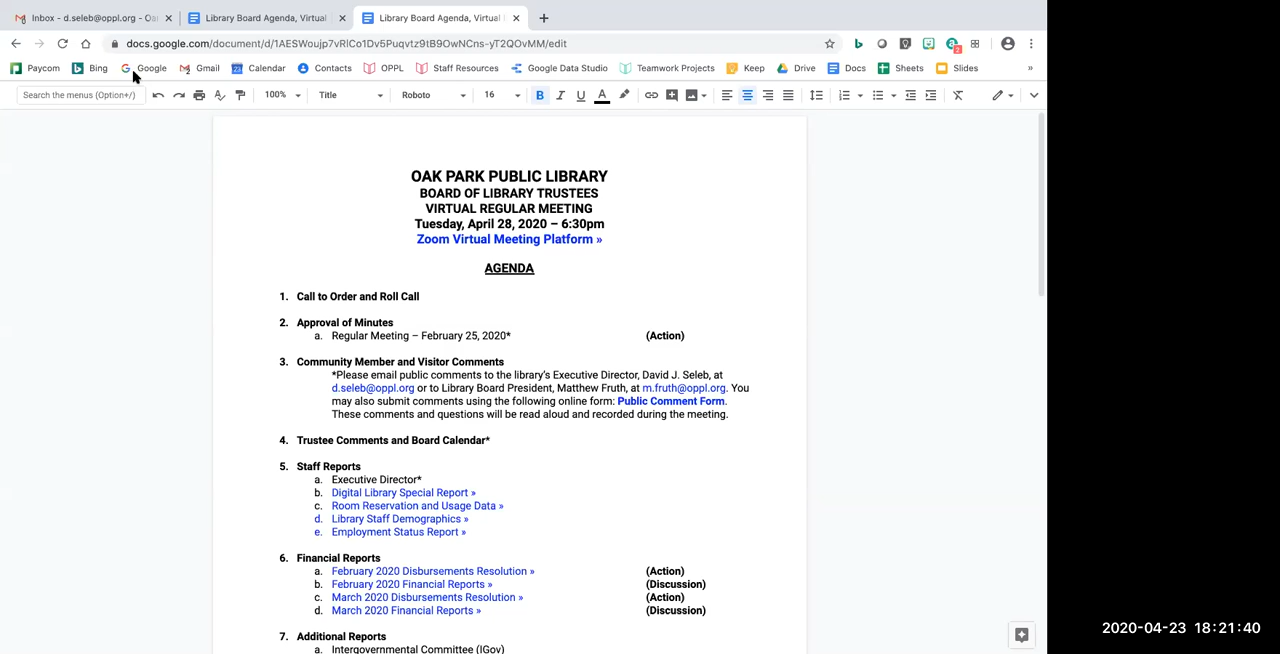 Inbox - d.seleb@oppl.org - Oa
Library Board Agenda, Virtual
Library Board Agenda, Virtual
docs.google.com/document/d/1AESWoujp7vRlCo1Dv5Puqvtz9tB9OwNCns-yT2QOvMM/edit
2
Paycom Bing Google Gmail Calendar Contacts OPPL Staff Resources Google Data Studio Teamwork Projects Keep Drive Docs Sheets Slides »
Search the menus (Option+/) 100% Title Roboto 16 B I U A
OAK PARK PUBLIC LIBRARY
BOARD OF LIBRARY TRUSTEES
VIRTUAL REGULAR MEETING
Tuesday, April 28, 2020 – 6:30pm
Zoom Virtual Meeting Platform »
AGENDA
1. Call to Order and Roll Call
2. Approval of Minutes
a. Regular Meeting – February 25, 2020* (Action)
3. Community Member and Visitor Comments
*Please email public comments to the library's Executive Director, David J. Seleb, at
d.seleb@oppl.org or to Library Board President, Matthew Fruth, at m.fruth@oppl.org. You
may also submit comments using the following online form: Public Comment Form.
These comments and questions will be read aloud and recorded during the meeting.
4. Trustee Comments and Board Calendar*
5. Staff Reports
a. Executive Director*
b. Digital Library Special Report »
c. Room Reservation and Usage Data »
d. Library Staff Demographics »
e. Employment Status Report »
6. Financial Reports
a. February 2020 Disbursements Resolution » (Action)
b. February 2020 Financial Reports » (Discussion)
c. March 2020 Disbursements Resolution » (Action)
d. March 2020 Financial Reports » (Discussion)
7. Additional Reports
a. Intergovernmental Committee (IGov)
2020-04-23 18:21:40